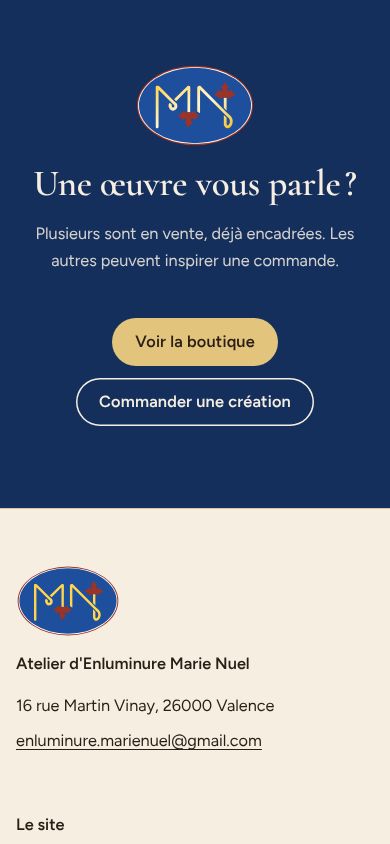 MN
Une œuvre vous parle ?
Plusieurs sont en vente, déjà encadrées. Les
autres peuvent inspirer une commande.
Voir la boutique
Commander une création
MN
Atelier d'Enluminure Marie Nuel
16 rue Martin Vinay, 26000 Valence
enluminure.marienuel@gmail.com
Le site